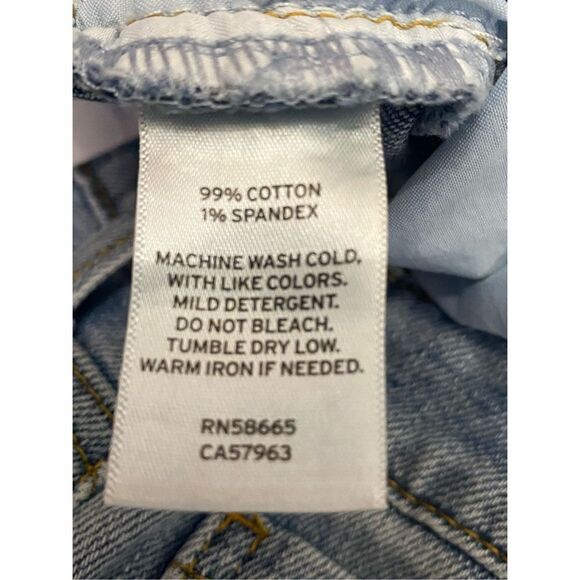 99% COTTON
1% SPANDEX
MACHINE WASH COLD,
WITH LIKE COLORS.
MILD DETERGENT.
DO NOT BLEACH.
TUMBLE DRY LOW.
WARM IRON IF NEEDED.
RN58665
CA57963